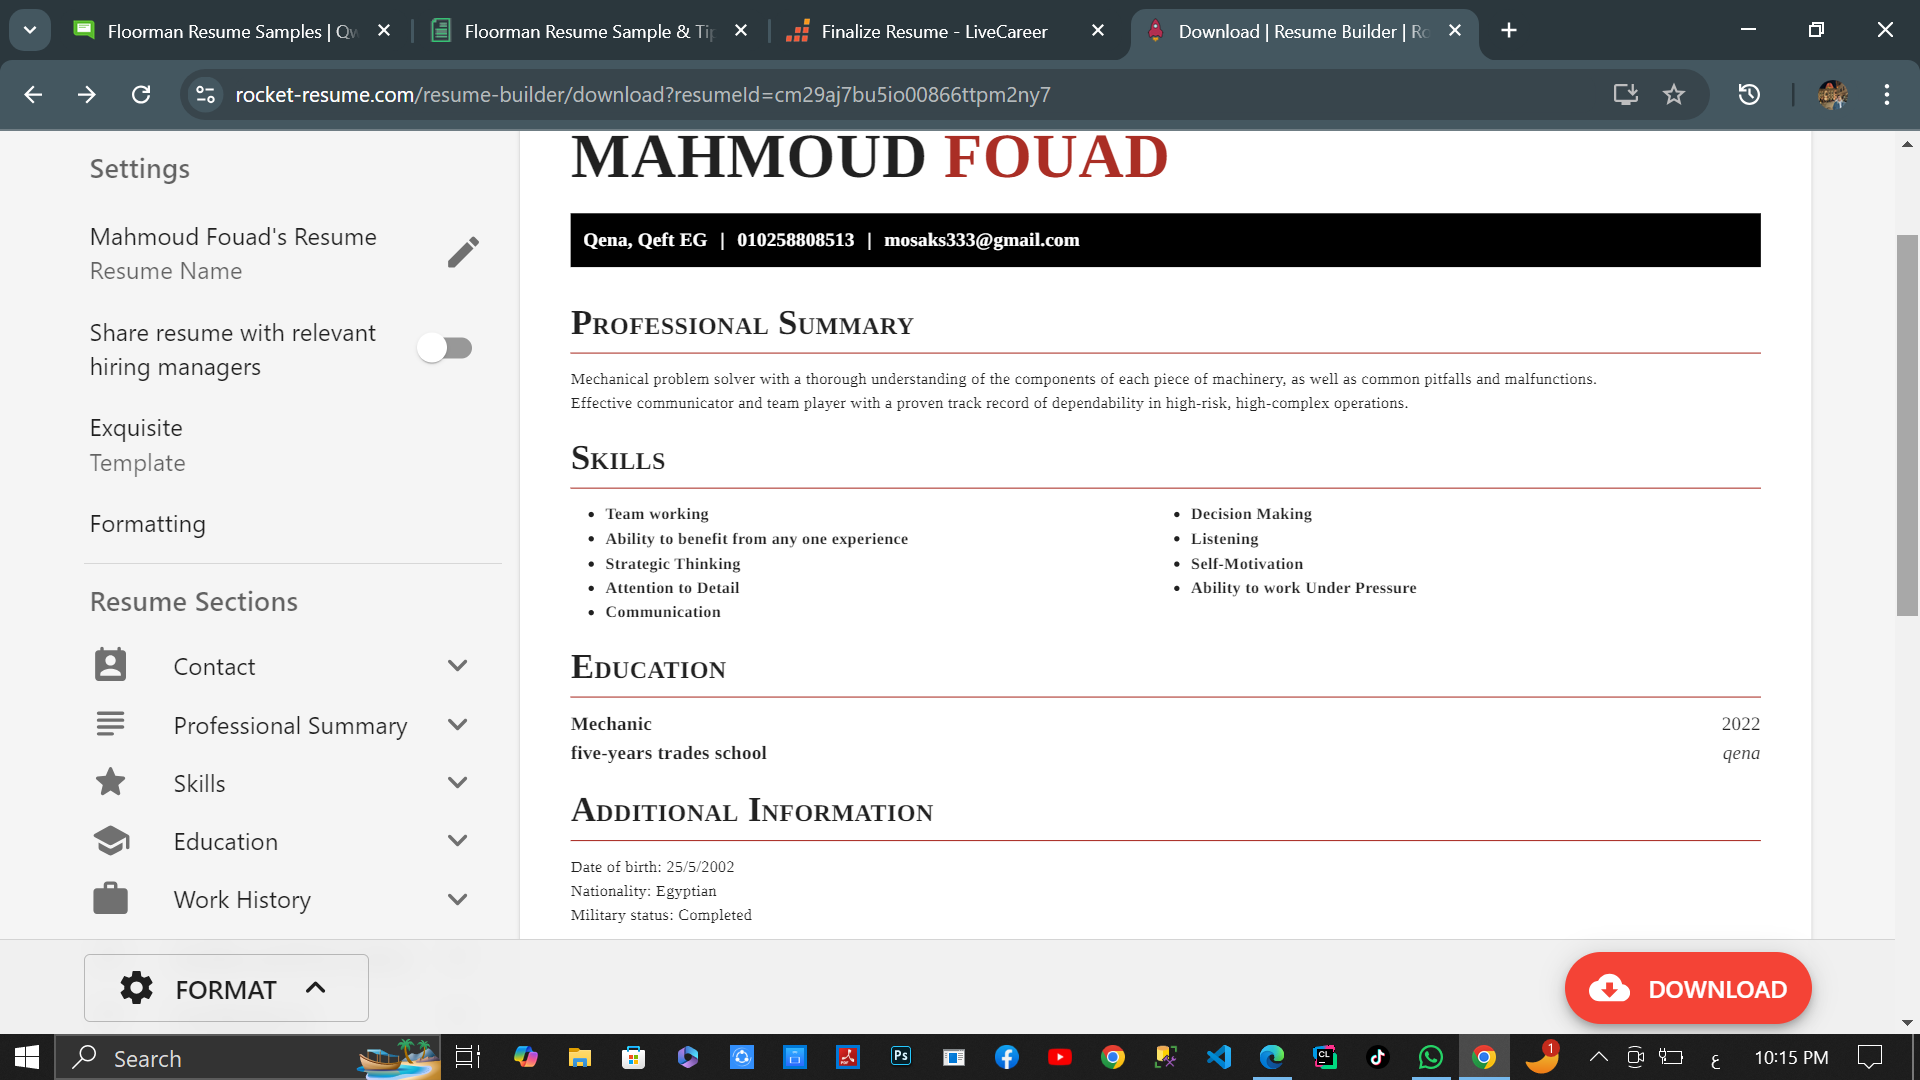 Floorman Resume Samples | Qw
Floorman Resume Sample & Tip
Finalize Resume - LiveCareer
Download | Resume Builder | Ro
rocket-resume.com/resume-builder/download?resumeId=cm29aj7bu5io00866ttpm2ny7
Settings
Mahmoud Fouad's Resume
Resume Name
Share resume with relevant
hiring managers
Exquisite
Template
Formatting
Resume Sections
Contact
Professional Summary
Skills
Education
Work History
FORMAT
MAHMOUD FOUAD
Qena, Qeft EG | 010258808513 | mosaks333@gmail.com
Professional Summary
Mechanical problem solver with a thorough understanding of the components of each piece of machinery, as well as common pitfalls and malfunctions.
Effective communicator and team player with a proven track record of dependability in high-risk, high-complex operations.
Skills
• Team working
• Ability to benefit from any one experience
• Strategic Thinking
• Attention to Detail
• Communication
• Decision Making
• Listening
• Self-Motivation
• Ability to work Under Pressure
Education
Mechanic 2022
five-years trades school qena
Additional Information
Date of birth: 25/5/2002
Nationality: Egyptian
Military status: Completed
DOWNLOAD
Search
Ps
CL
1
ع
10:15 PM